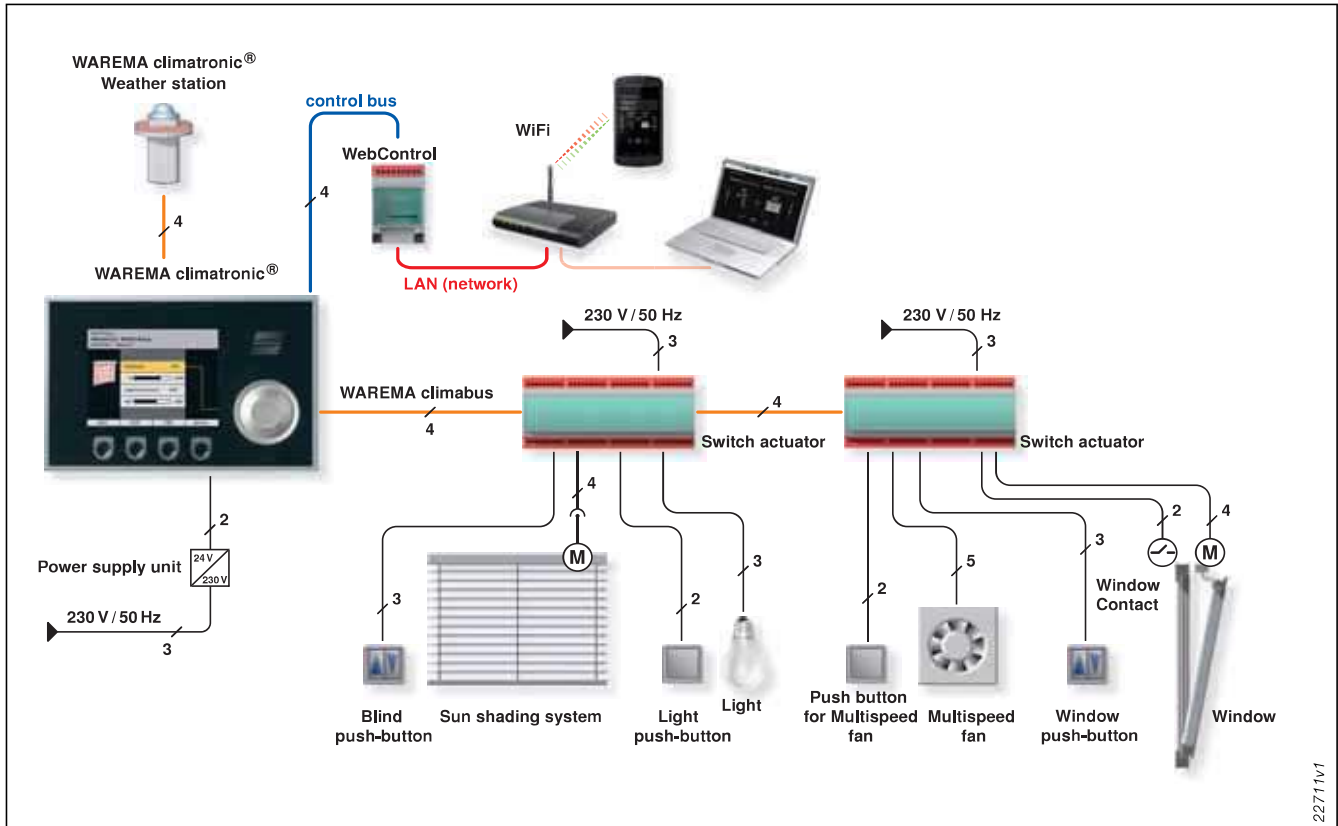 WAREMA climatronic®
Weather station
4
WAREMA climatronic®
control bus
4
WebControl
LAN (network)
WiFi
230 V / 50 Hz
3
230 V / 50 Hz
3
WAREMA climabus
4
4
Switch actuator
Switch actuator
2
Power supply unit
24 V
230 V
230 V / 50 Hz
3
3
Blind
push-button
4
M
Sun shading system
2
Light
push-button
3
Light
2
Push button
for Multispeed
fan
5
Multispeed
fan
3
Window
push-button
2
Window
Contact
4
M
Window
22711v1